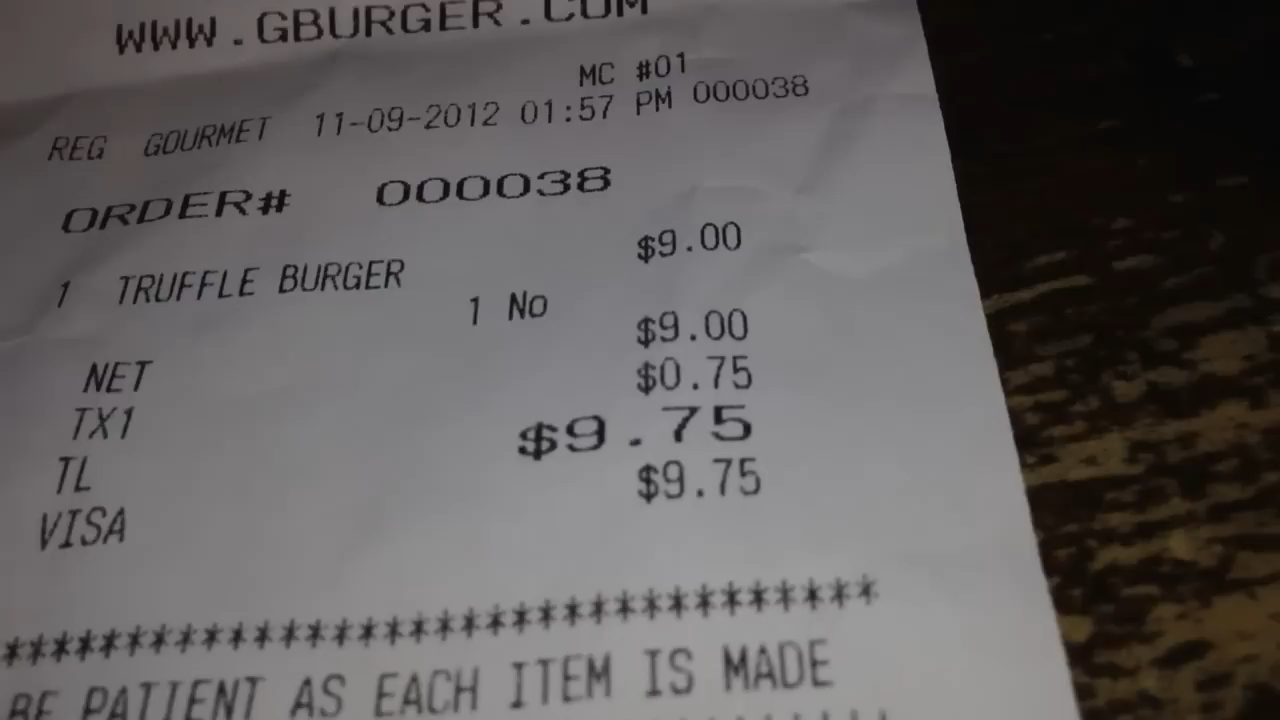 WWW.GBURGER.COM
MC #01
REG GOURMET 11-09-2012 01:57 PM 000038
ORDER# 000038
1 TRUFFLE BURGER $9.00
1 No
NET $9.00
TX1 $0.75
TL $9.75
VISA $9.75
********************************
BE PATIENT AS EACH ITEM IS MADE